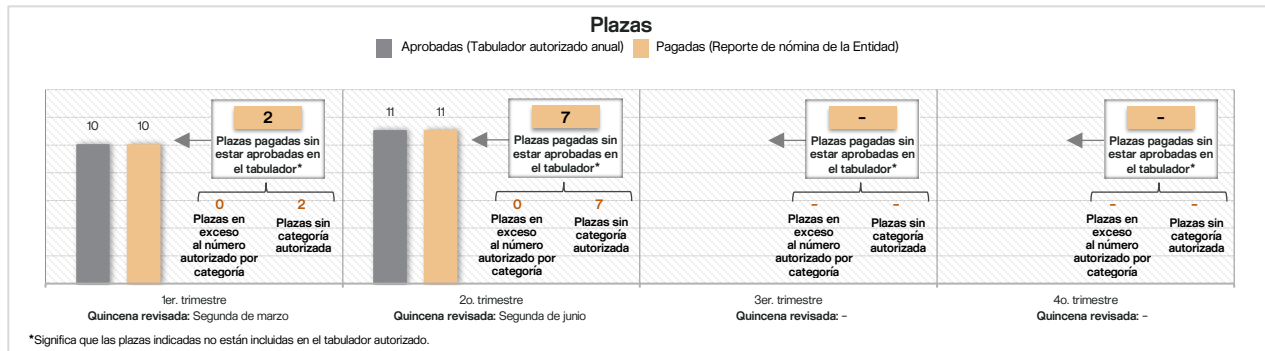 Plazas
Aprobadas (Tabulador autorizado anual)
Pagadas (Reporte de nómina de la Entidad)
10
10
2
Plazas pagadas sin
estar aprobadas en
el tabulador*
0
2
Plazas en
exceso
al número
autorizado por
categoría
Plazas sin
categoría
autorizada
1er. trimestre
Quincena revisada: Segunda de marzo
11
11
7
Plazas pagadas sin
estar aprobadas en
el tabulador*
0
7
Plazas en
exceso
al número
autorizado por
categoría
Plazas sin
categoría
autorizada
2o. trimestre
Quincena revisada: Segunda de junio
-
Plazas pagadas sin
estar aprobadas en
el tabulador*
-
-
Plazas en
exceso
al número
autorizado por
categoría
Plazas sin
categoría
autorizada
3er. trimestre
Quincena revisada: -
-
Plazas pagadas sin
estar aprobadas en
el tabulador*
-
-
Plazas en
exceso
al número
autorizado por
categoría
Plazas sin
categoría
autorizada
4o. trimestre
Quincena revisada: -
*Significa que las plazas indicadas no están incluidas en el tabulador autorizado.